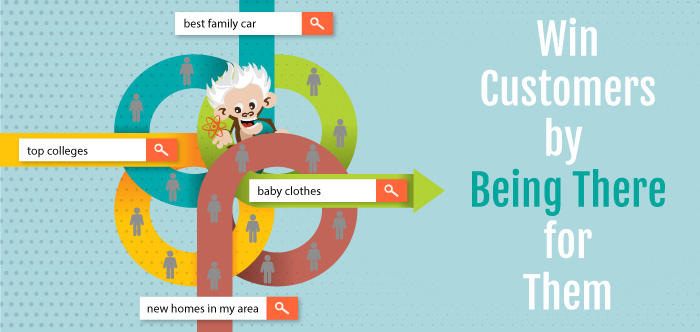 best family car
top colleges
baby clothes
new homes in my area
Win
Customers
by
Being There
for
Them